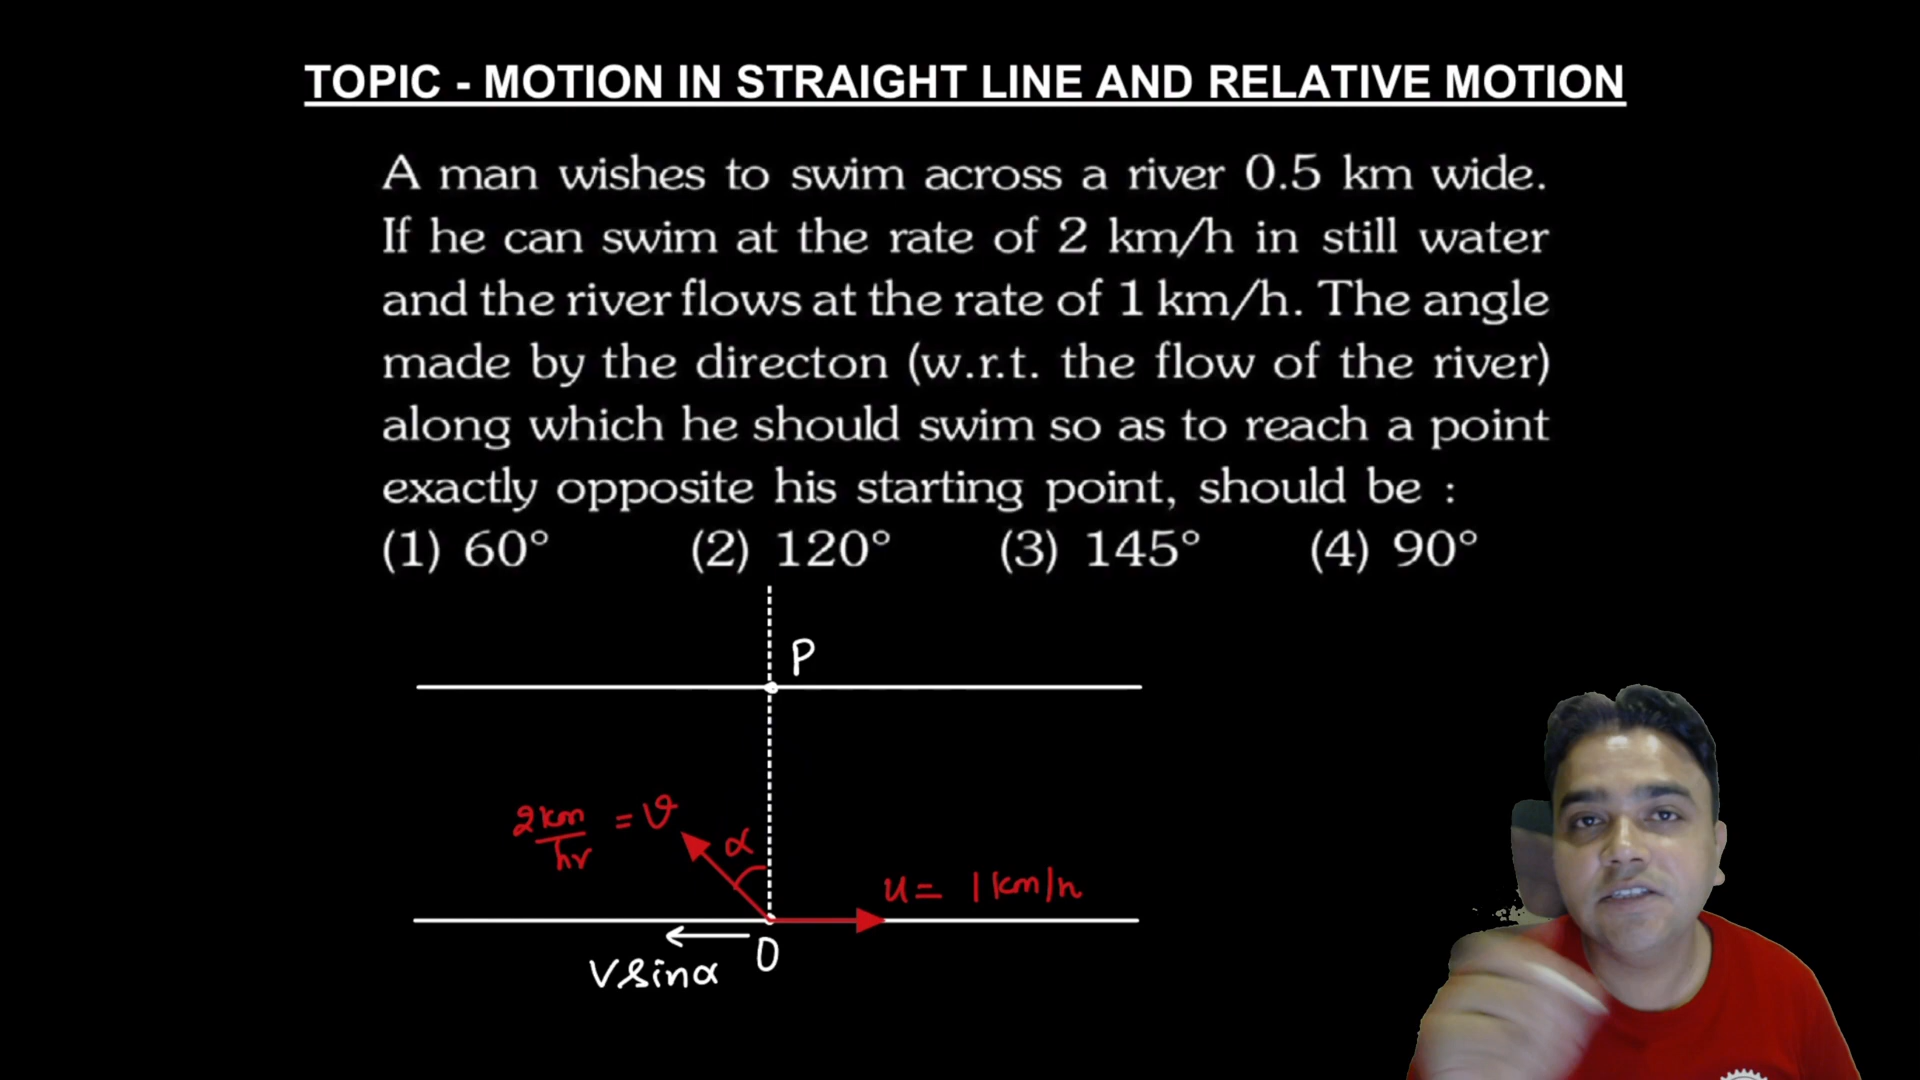 TOPIC - MOTION IN STRAIGHT LINE AND RELATIVE MOTION
A man wishes to swim across a river 0.5 km wide.
If he can swim at the rate of 2 km/h in still water
and the river flows at the rate of 1 km/h. The angle
made by the directon (w.r.t. the flow of the river)
along which he should swim so as to reach a point
exactly opposite his starting point, should be :
(1) 60° (2) 120° (3) 145° (4) 90°
P
2km/hr = v
α
u = 1 km/h
O
V sinα